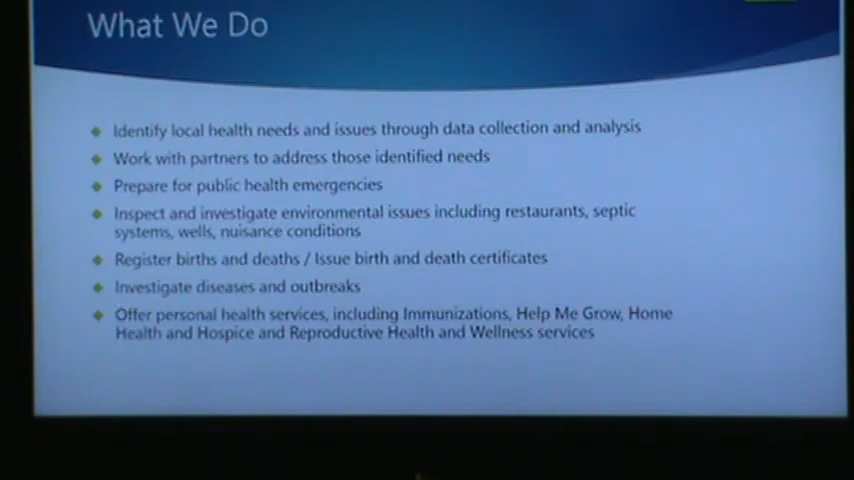 What We Do
Identify local health needs and issues through data collection and analysis
Work with partners to address those identified needs
Prepare for public health emergencies
Inspect and investigate environmental issues including restaurants, septic
systems, wells, nuisance conditions
Register births and deaths / Issue birth and death certificates
Investigate diseases and outbreaks
Offer personal health services, including Immunizations, Help Me Grow, Home
Health and Hospice and Reproductive Health and Wellness services